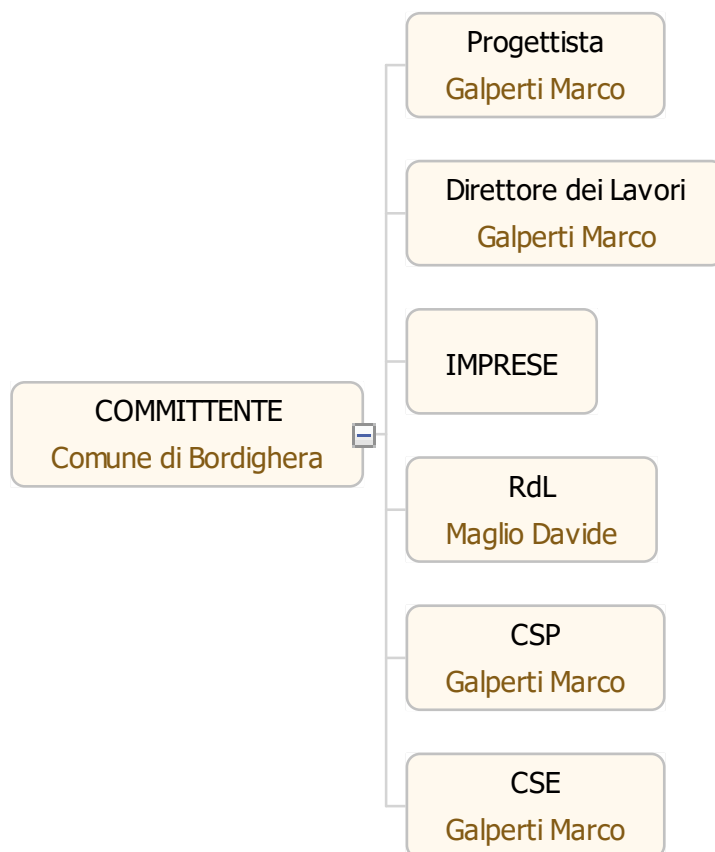 Progettista
Galperti Marco
Direttore dei Lavori
Galperti Marco
IMPRESE
COMMITTENTE
Comune di Bordighera
RdL
Maglio Davide
CSP
Galperti Marco
CSE
Galperti Marco